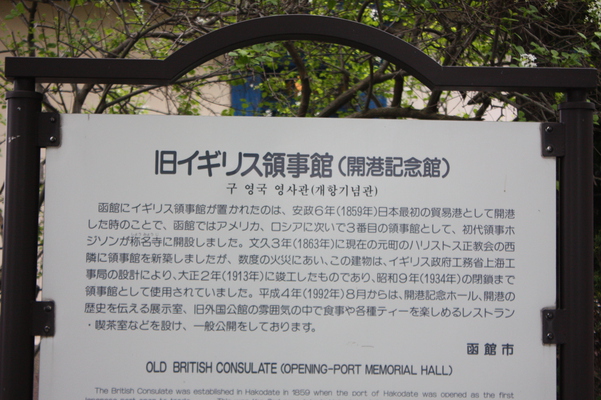 旧イギリス領事館(開港記念館)
구 영국 영사관(개항기념관)
函館にイギリス領事館が置かれたのは、安政6年(1859年)日本最初の貿易港として開港
した時のことで、函館ではアメリカ、ロシアに次いで3番目の領事館として、初代領事ホ
ジソンが称名寺に開設しました。文久3年(1863年)に現在の元町のハリストス正教会の西
隣に領事館を新築しましたが、数度の火災にあい、この建物は、イギリス政府工務省上海工
事局の設計により、大正2年(1913年)に竣工したものであり、昭和9年(1934年)の閉鎖まで
領事館として使用されていました。平成4年(1992年)8月からは、開港記念ホール、開港の
歴史を伝える展示室、旧外国公館の雰囲気の中で食事や各種ティーを楽しめるレストラン
・喫茶室などを設け、一般公開をしております。
函館市
OLD BRITISH CONSULATE (OPENING-PORT MEMORIAL HALL)
The British Consulate was established in Hakodate in 1859 when the port of Hakodate was opened as the first